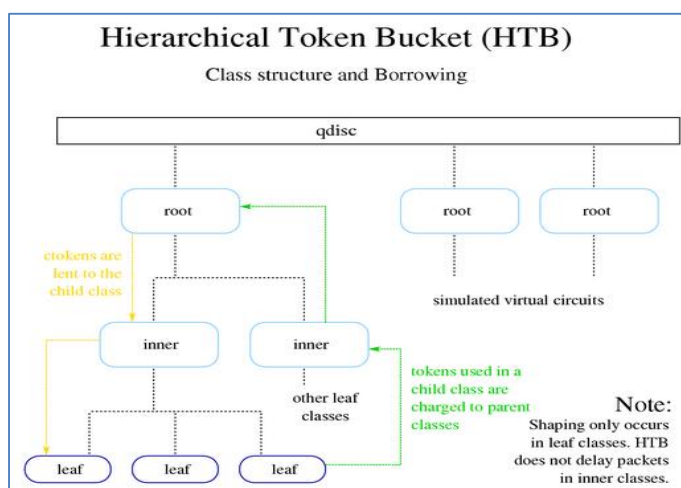 Hierarchical Token Bucket (HTB)
Class structure and Borrowing
qdisc
root
root
root
ctokens are
lent to the
child class
simulated virtual circuits
inner
inner
other leaf
classes
tokens used in a
child class are
charged to parent
classes
leaf
leaf
leaf
Note:
Shaping only occurs
in leaf classes. HTB
does not delay packets
in inner classes.